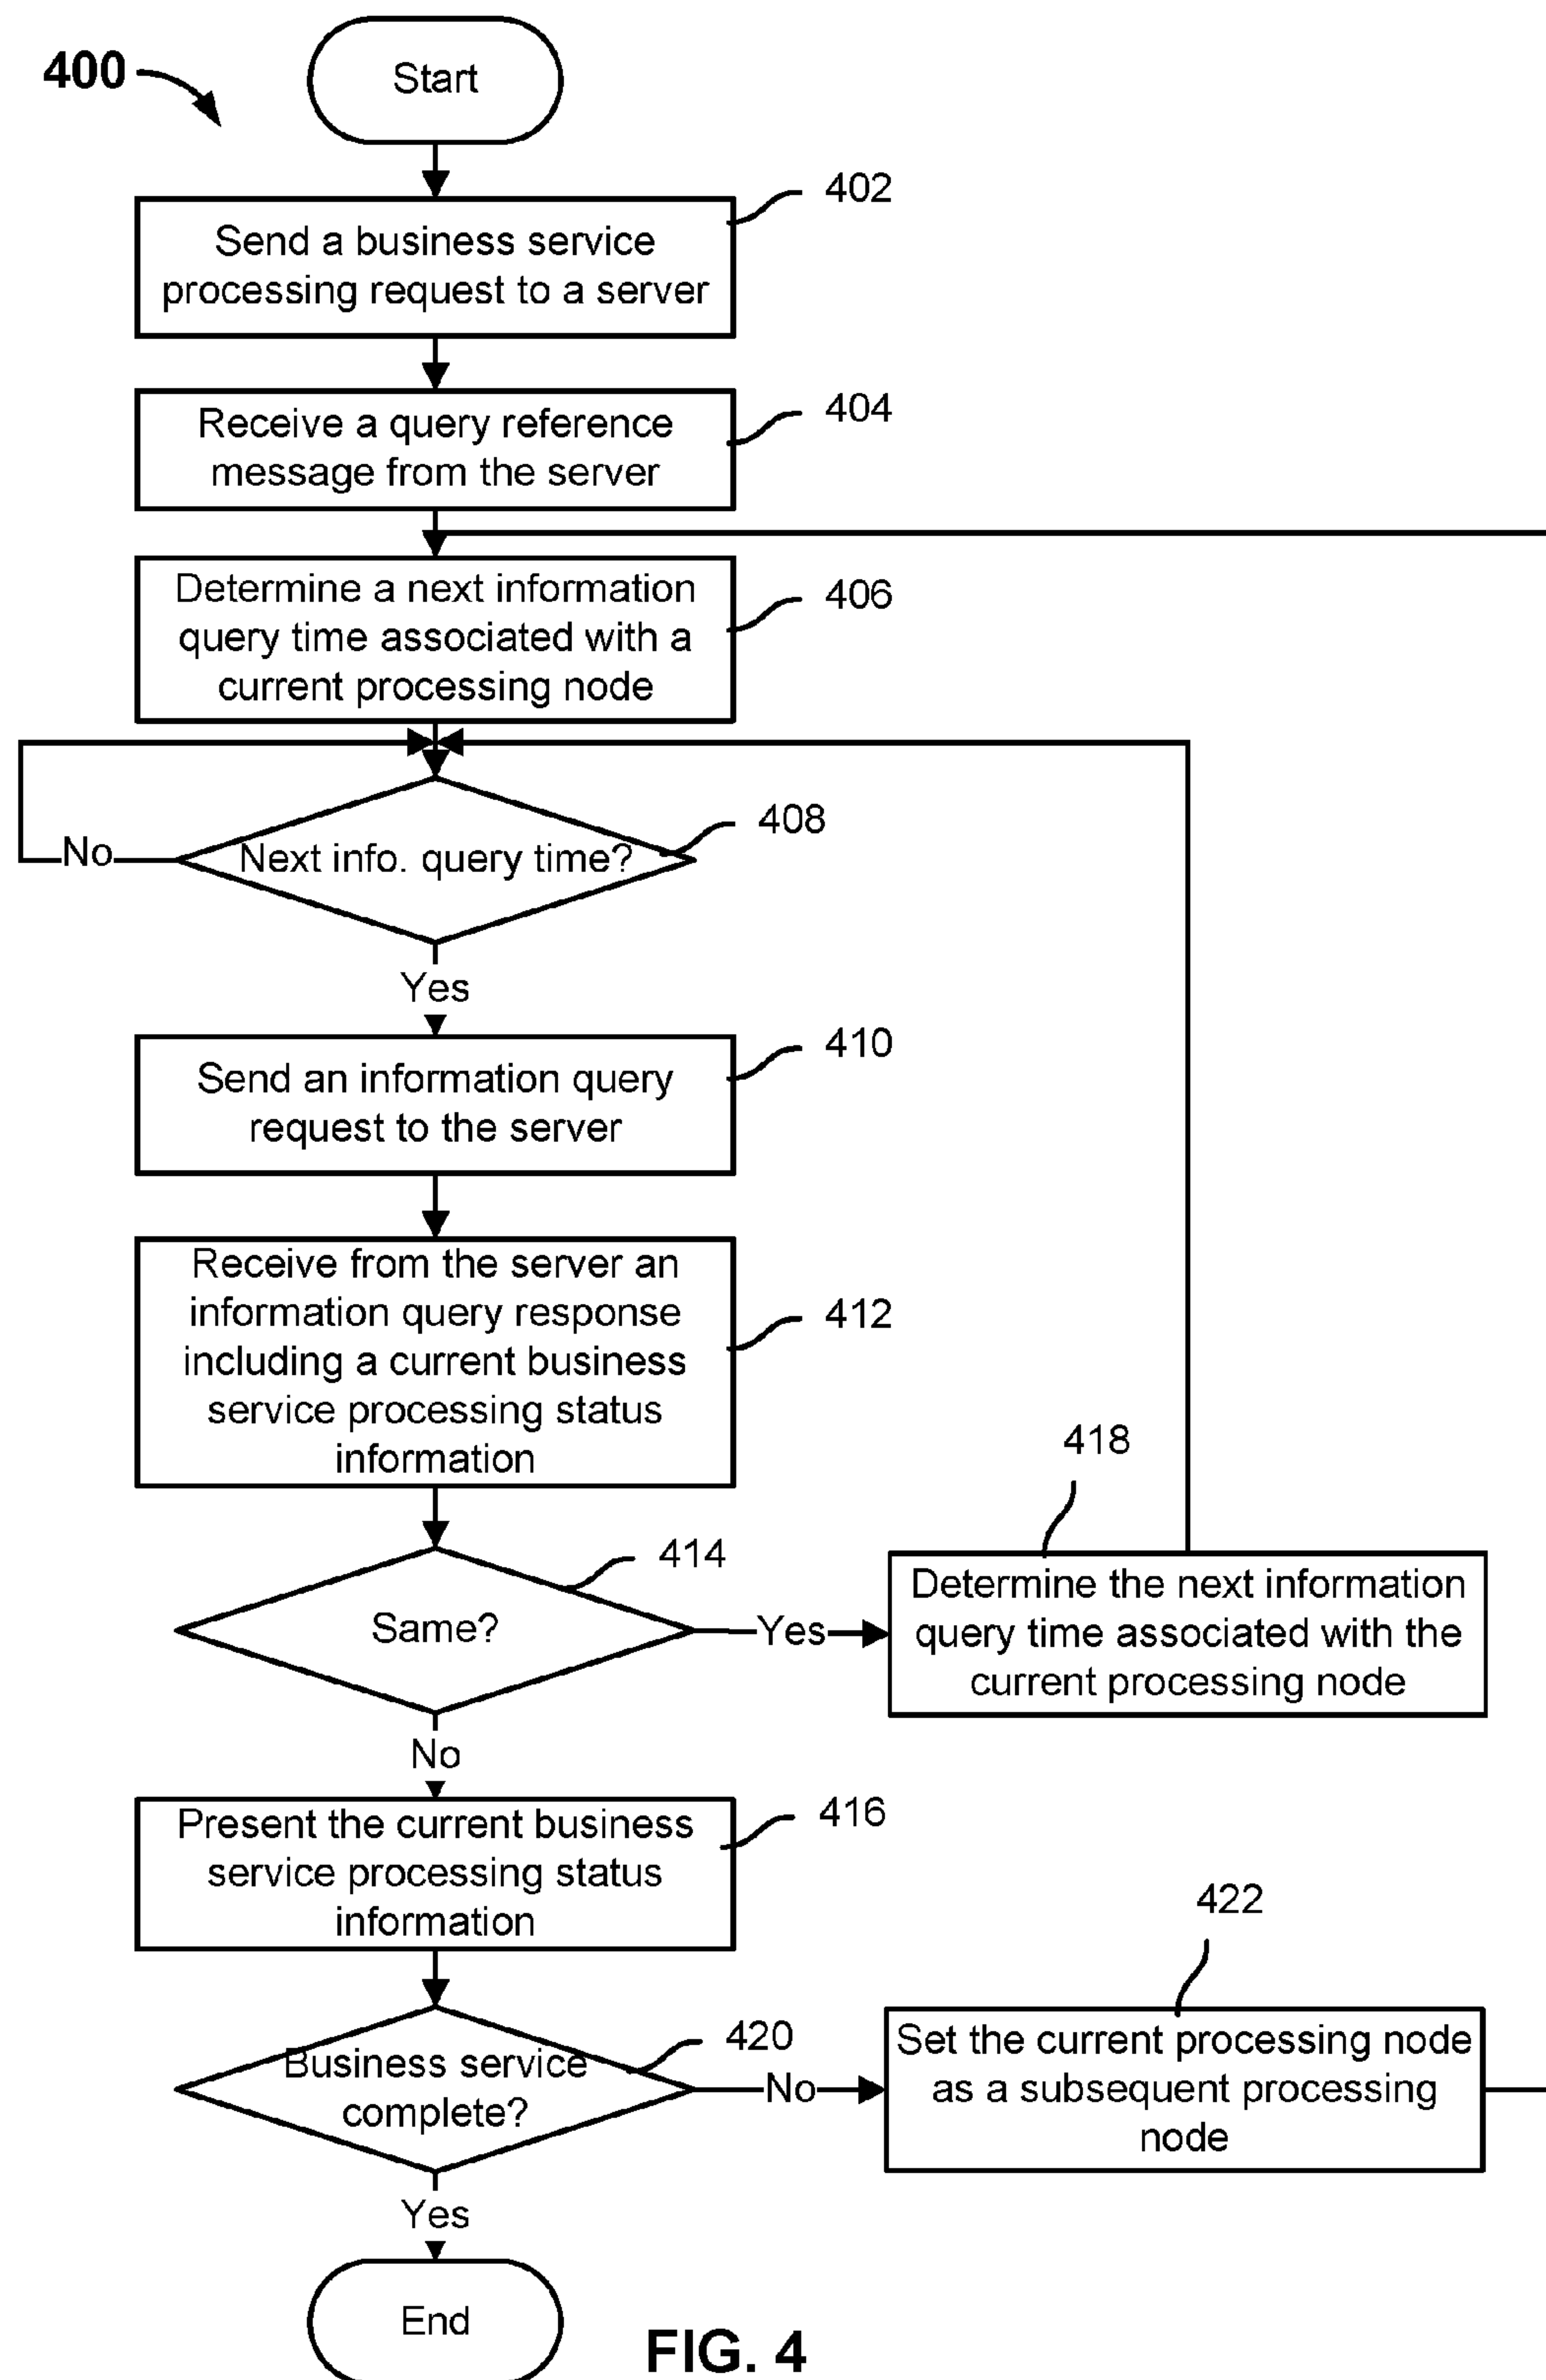 400
Start
402
Send a business service
processing request to a server
404
Receive a query reference
message from the server
406
Determine a next information
query time associated with a
current processing node
408
Next info. query time?
No
Yes
410
Send an information query
request to the server
412
Receive from the server an
information query response
including a current business
service processing status
information
414
Same?
Yes
418
Determine the next information
query time associated with the
current processing node
No
416
Present the current business
service processing status
information
420
Business service
complete?
No
422
Set the current processing node
as a subsequent processing
node
Yes
End
FIG. 4